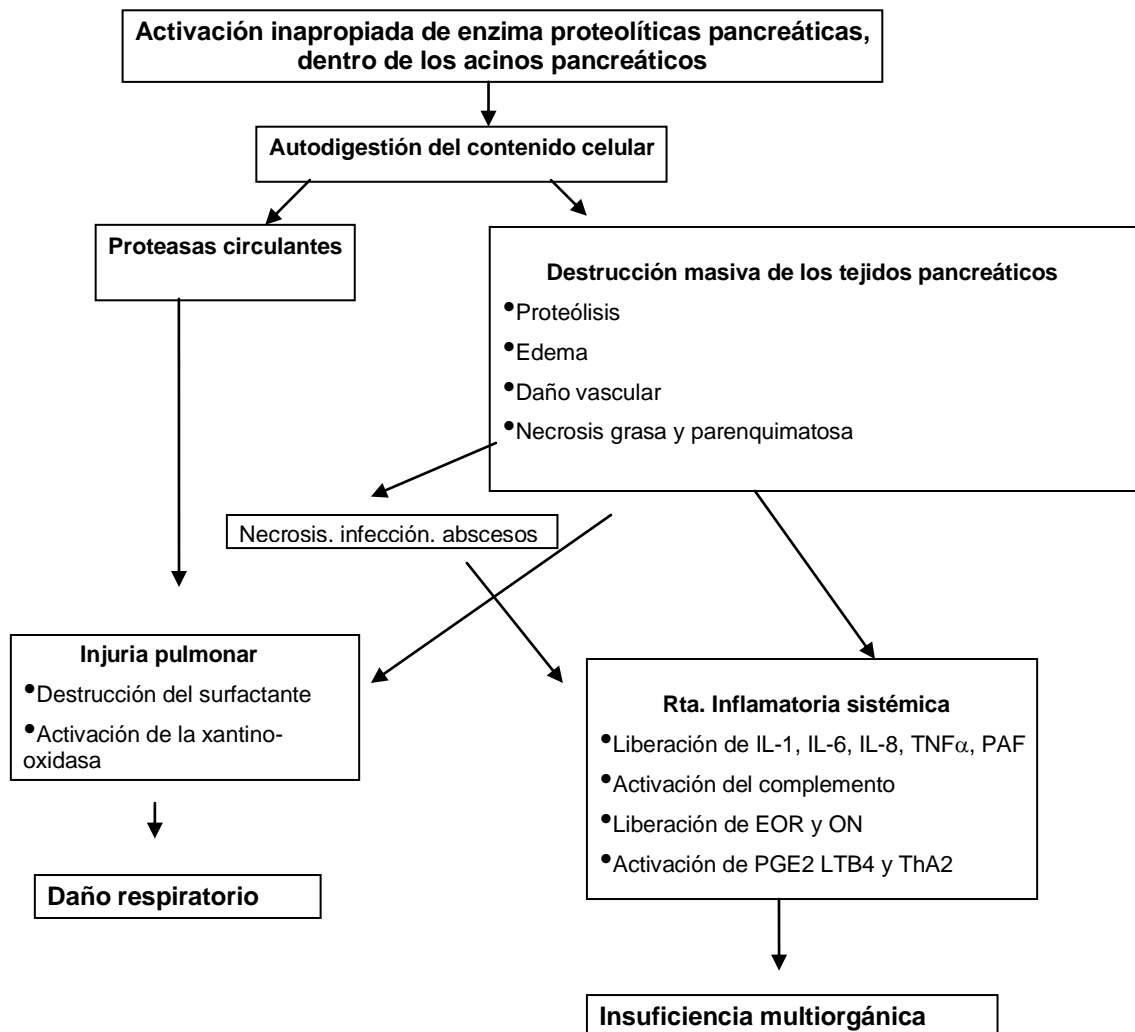 Activación inapropiada de enzima proteolíticas pancreáticas,
dentro de los acinos pancreáticos
Autodigestión del contenido celular
Proteasas circulantes
Destrucción masiva de los tejidos pancreáticos
•Proteólisis
•Edema
•Daño vascular
•Necrosis grasa y parenquimatosa
Necrosis. infección. abscesos
Injuria pulmonar
•Destrucción del surfactante
•Activación de la xantino-
oxidasa
Rta. Inflamatoria sistémica
•Liberación de IL-1, IL-6, IL-8, TNFα, PAF
•Activación del complemento
•Liberación de EOR y ON
•Activación de PGE2 LTB4 y ThA2
Daño respiratorio
Insuficiencia multiorgánica